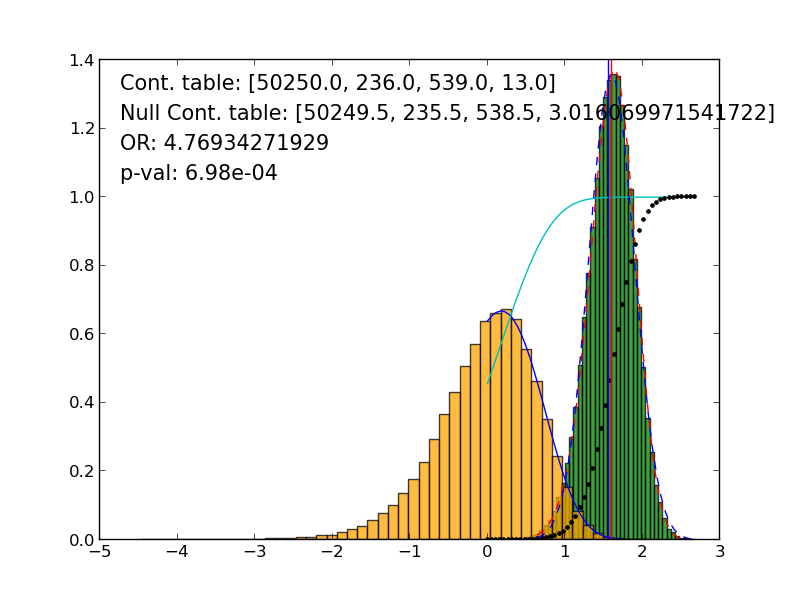 Cont. table: [50250.0, 236.0, 539.0, 13.0]
Null Cont. table: [50249.5, 235.5, 538.5, 3.0160699715​41722]
OR: 4.76934271929
p-val: 6.98e-04
1.4
1.2
1.0
0.8
0.6
0.4
0.2
0.0
−5 −4 −3 −2 −1 0 1 2 3